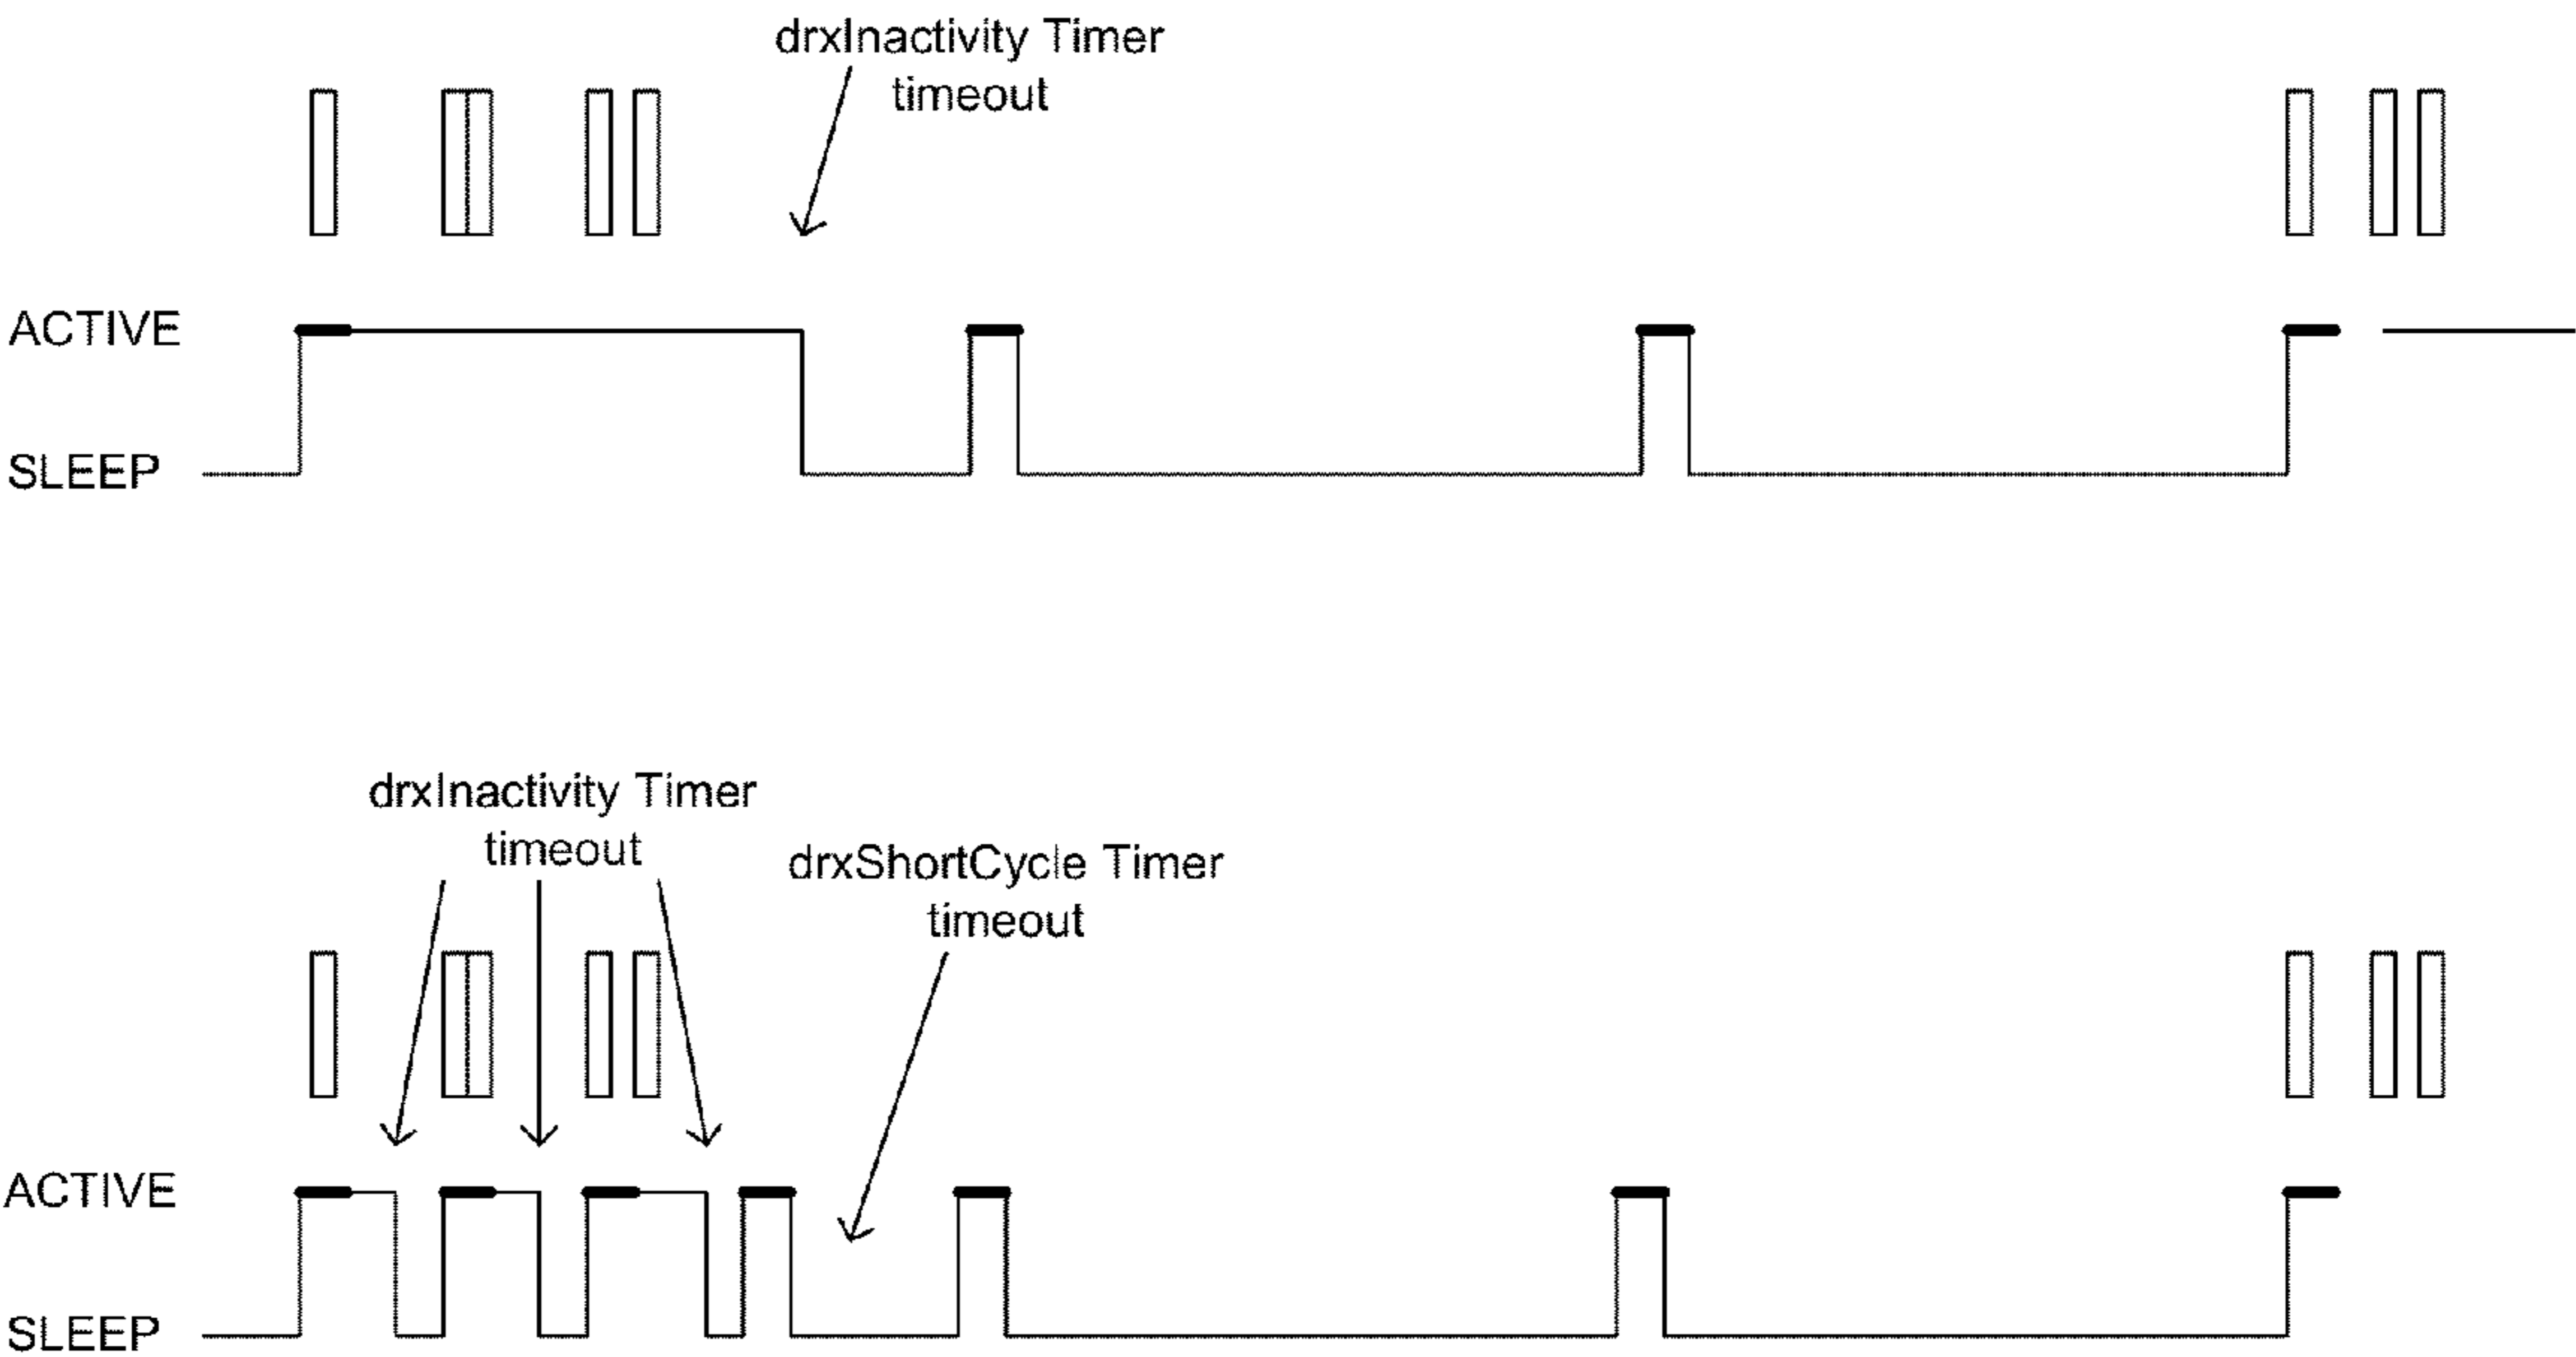 drxInactivity Timer
timeout
ACTIVE
SLEEP
drxInactivity Timer
timeout
drxShortCycle Timer
timeout
ACTIVE
SLEEP